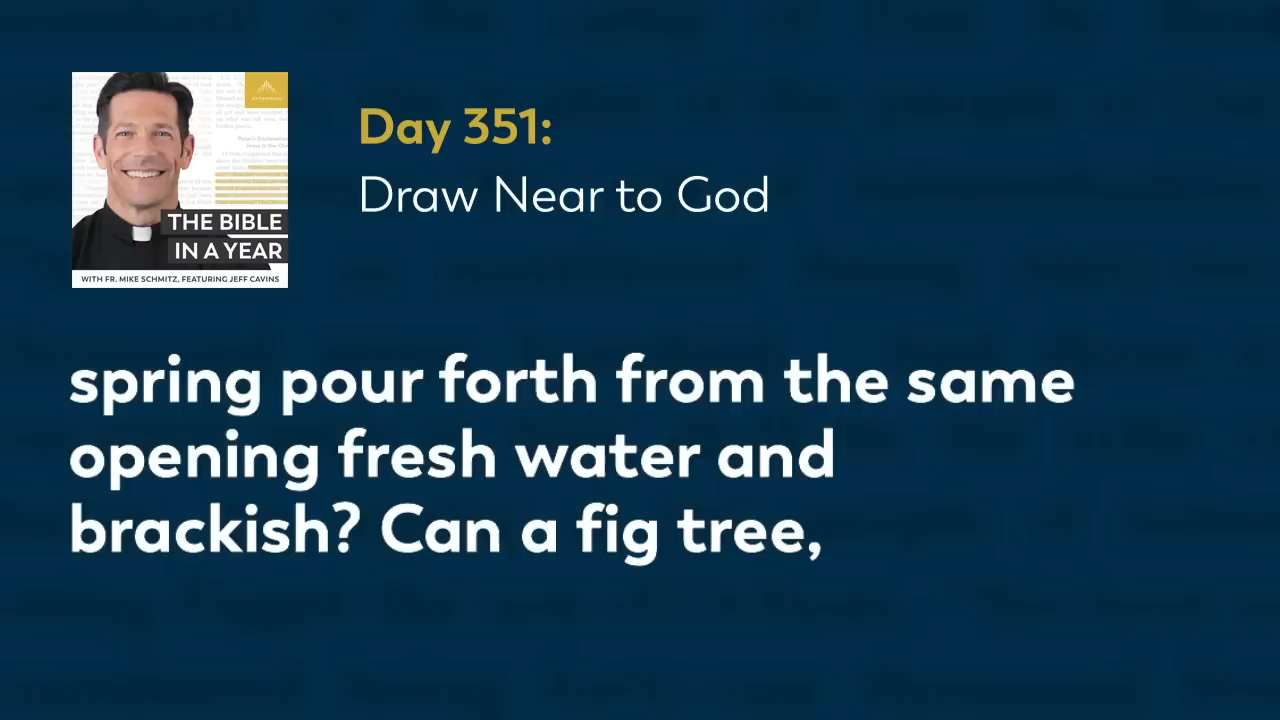 Day 351:
Draw Near to God
THE BIBLE
IN A YEAR
WITH FR. MIKE SCHMITZ, FEATURING JEFF CAVINS
spring pour forth from the same
opening fresh water and
brackish? Can a fig tree,